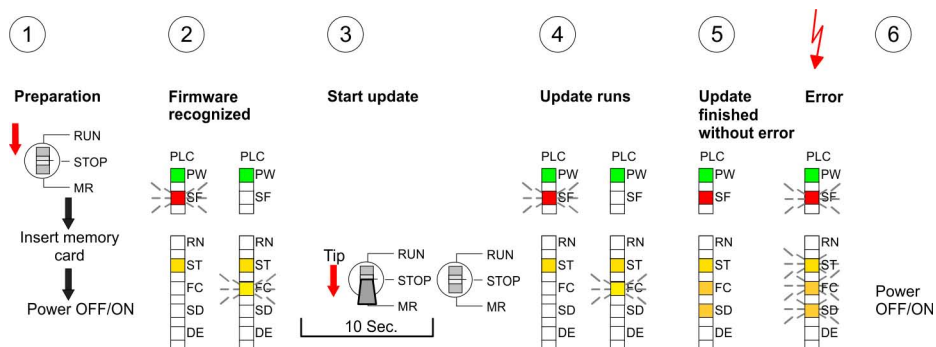 1
2
3
4
5
6
Preparation
RUN
STOP
MR
Insert memory
card
Power OFF/ON
Firmware
recognized
PLC
PW
SF
RN
ST
FC
SD
DE
PLC
PW
SF
RN
ST
FC
SD
DE
Start update
Tip
RUN
STOP
MR
RUN
STOP
MR
10 Sec.
Update runs
PLC
PW
SF
RN
ST
FC
SD
DE
PLC
PW
SF
RN
ST
FC
SD
DE
Update
finished
without error
PLC
PW
SF
RN
ST
FC
SD
DE
Error
PLC
PW
SF
RN
ST
FC
SD
DE
Power
OFF/ON